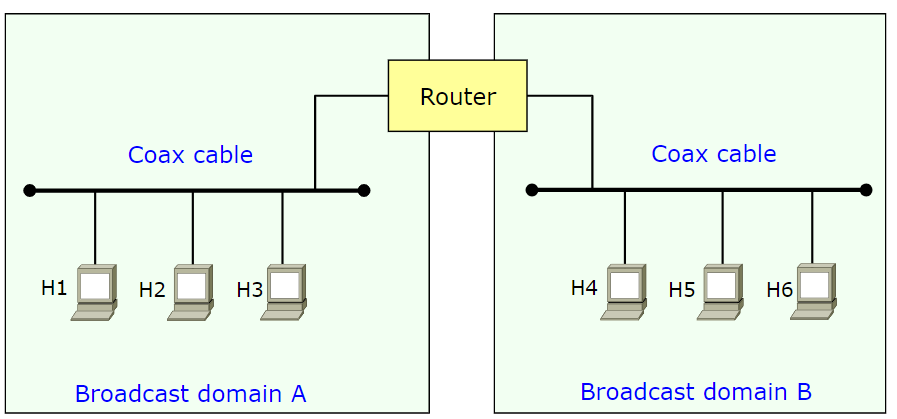 Router
Coax cable
Coax cable
H1
H2
H3
H4
H5
H6
Broadcast domain A
Broadcast domain B